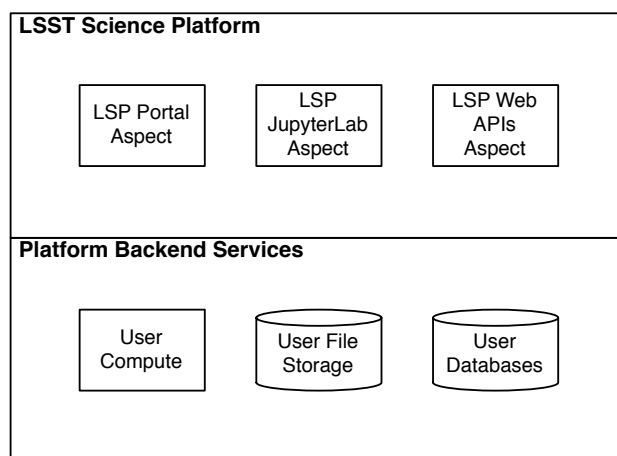 LSST Science Platform
LSP Portal
Aspect
LSP
JupyterLab
Aspect
LSP Web
APIs
Aspect
Platform Backend Services
User
Compute
User File
Storage
User
Databases